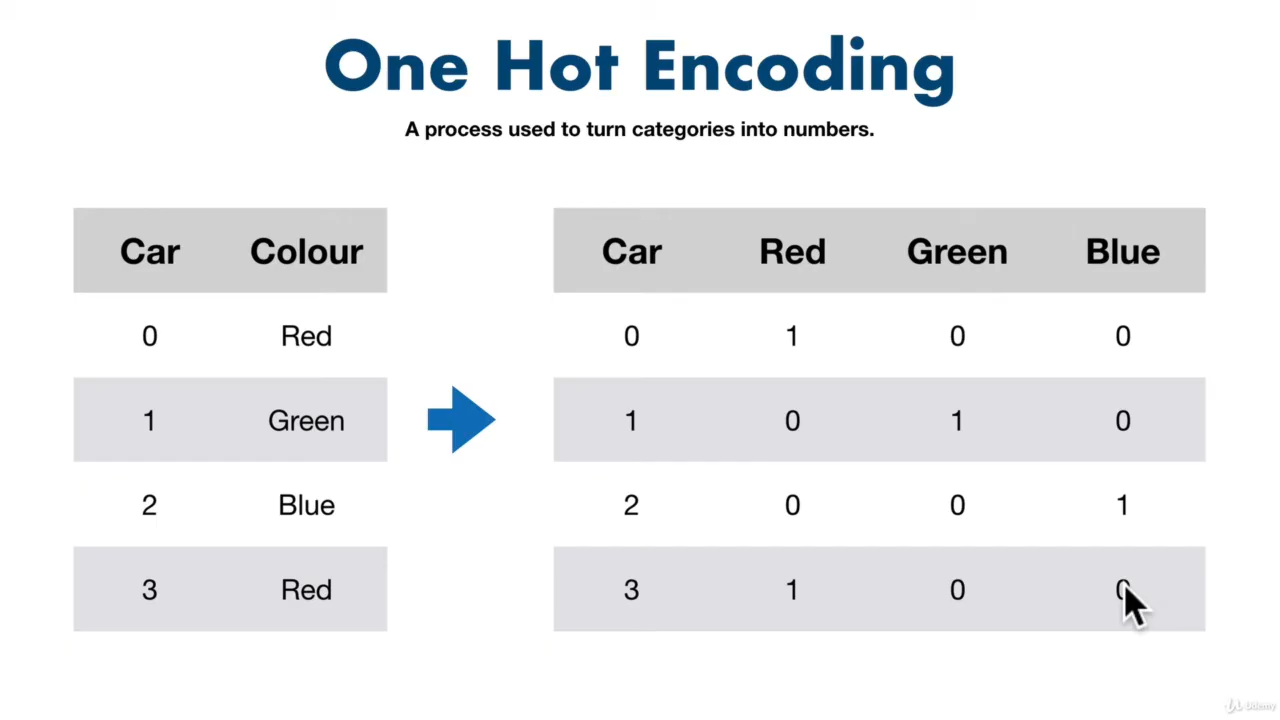 One Hot Encoding
A process used to turn categories into numbers.
Car Colour
0 Red
1 Green
2 Blue
3 Red
Car Red Green Blue
0 1 0 0
1 0 1 0
2 0 0 1
3 1 0 0
Udemy